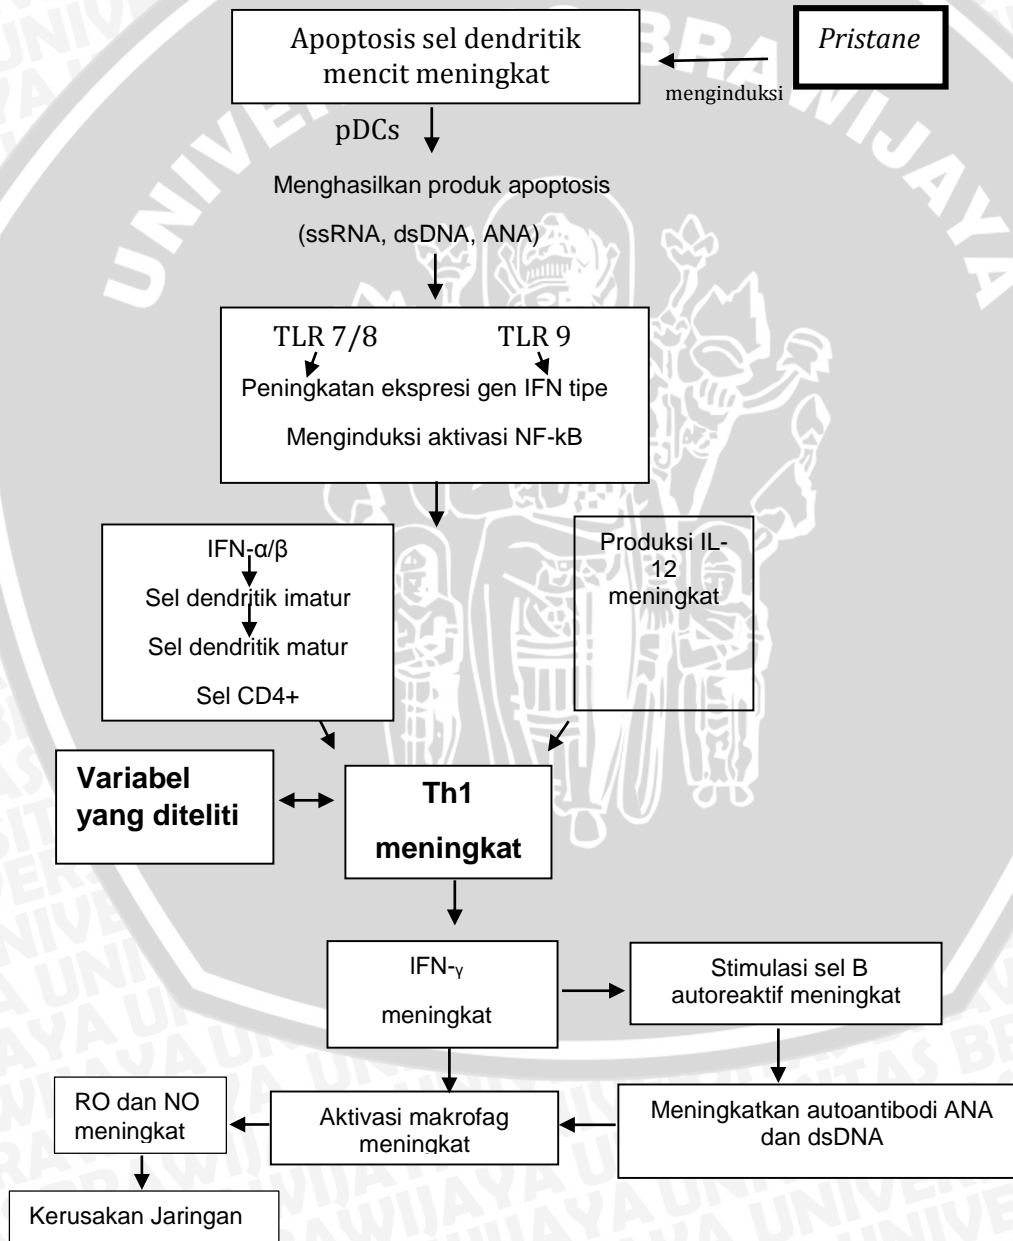 Apoptosis sel dendritik
mencit meningkat
Pristane
menginduksi
pDCs
Menghasilkan produk apoptosis
(ssRNA, dsDNA, ANA)
TLR 7/8
TLR 9
Peningkatan ekspresi gen IFN tipe
Menginduksi aktivasi NF-kB
IFN-α/β
Sel dendritik imatur
Sel dendritik matur
Sel CD4+
Produksi IL-
12
meningkat
Variabel
yang diteliti
Th1
meningkat
IFN-γ
meningkat
Stimulasi sel B
autoreaktif meningkat
RO dan NO
meningkat
Aktivasi makrofag
meningkat
Meningkatkan autoantibodi ANA
dan dsDNA
Kerusakan Jaringan
UNIVERSITAS BRAWIJAYA